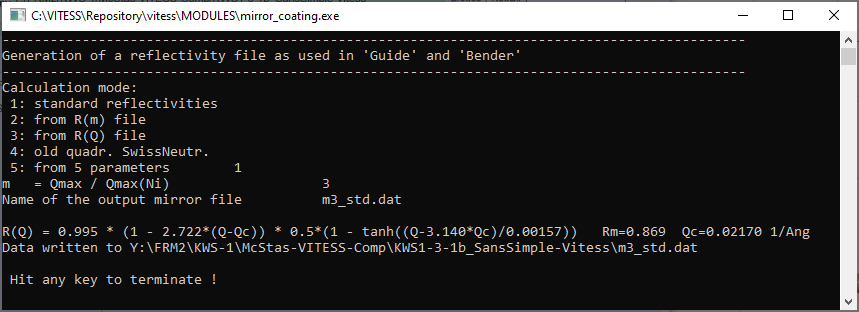 C:\VITESS\Repository\vitess\MODULES\mirror_coating.exe
---------------------------------------------------------------------------------------------
Generation of a reflectivity file as used in 'Guide' and 'Bender'
---------------------------------------------------------------------------------------------
Calculation mode:
 1: standard reflectivities
 2: from R(m) file
 3: from R(Q) file
 4: old quadr. SwissNeutr.
 5: from 5 parameters        1
m   = Qmax / Qmax(Ni)                   3
Name of the output mirror file          m3_std.dat
R(Q) = 0.995 * (1 - 2.722*(Q-Qc)) * 0.5*(1 - tanh((Q-3.140*Qc)/0.00157))   Rm=0.869  Qc=0.02170 1/Ang
Data written to Y:\FRM2\KWS-1\McStas-VITESS-Comp\KWS1-3-1b_SansSimple-Vitess\m3_std.dat
 Hit any key to terminate !